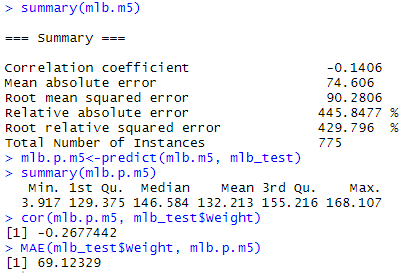 > summary(mlb.m5)
=== Summary ===
Correlation coefficient -0.1406
Mean absolute error 74.606
Root mean squared error 90.2806
Relative absolute error 445.8477 %
Root relative squared error 429.796 %
Total Number of Instances 775
> mlb.p.m5<-predict(mlb.m5, mlb_test)
> summary(mlb.p.m5)
Min. 1st Qu. Median Mean 3rd Qu. Max.
3.917 129.375 146.584 132.213 155.216 168.107
> cor(mlb.p.m5, mlb_test$Weight)
[1] -0.2677442
> MAE(mlb_test$Weight, mlb.p.m5)
[1] 69.12329